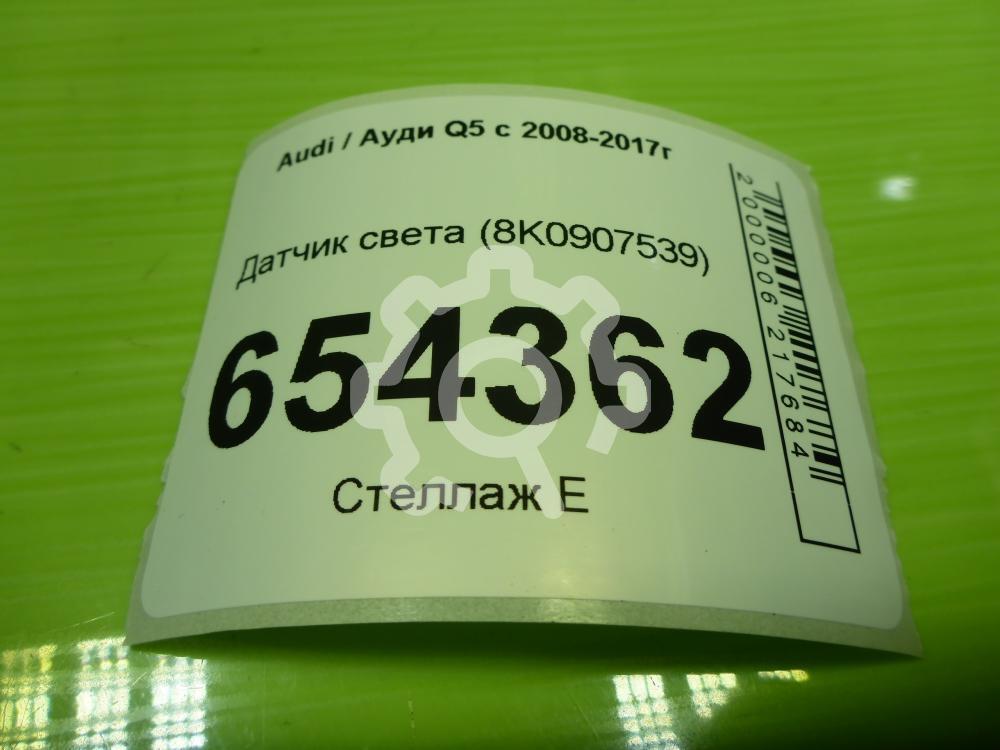 Audi / Ауди Q5 с 2008-2017г
Датчик света (8K0907539)
654362
Стеллаж Е
2000006217684